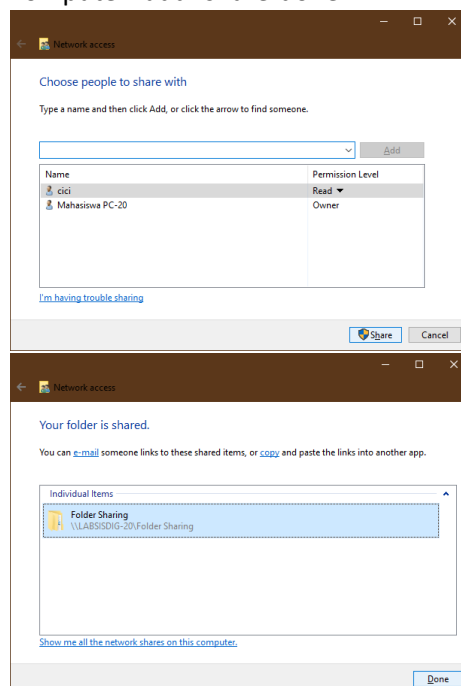 Network access
Choose people to share with
Type a name and then click Add, or click the arrow to find someone.
Add
Name Permission Level
cici Read
Mahasiswa PC-20 Owner
I'm having trouble sharing
Share Cancel
Network access
Your folder is shared.
You can e-mail someone links to these shared items, or copy and paste the links into another app.
Individual Items
Folder Sharing
\\LABSISDIG-20\Folder Sharing
Show me all the network shares on this computer.
Done